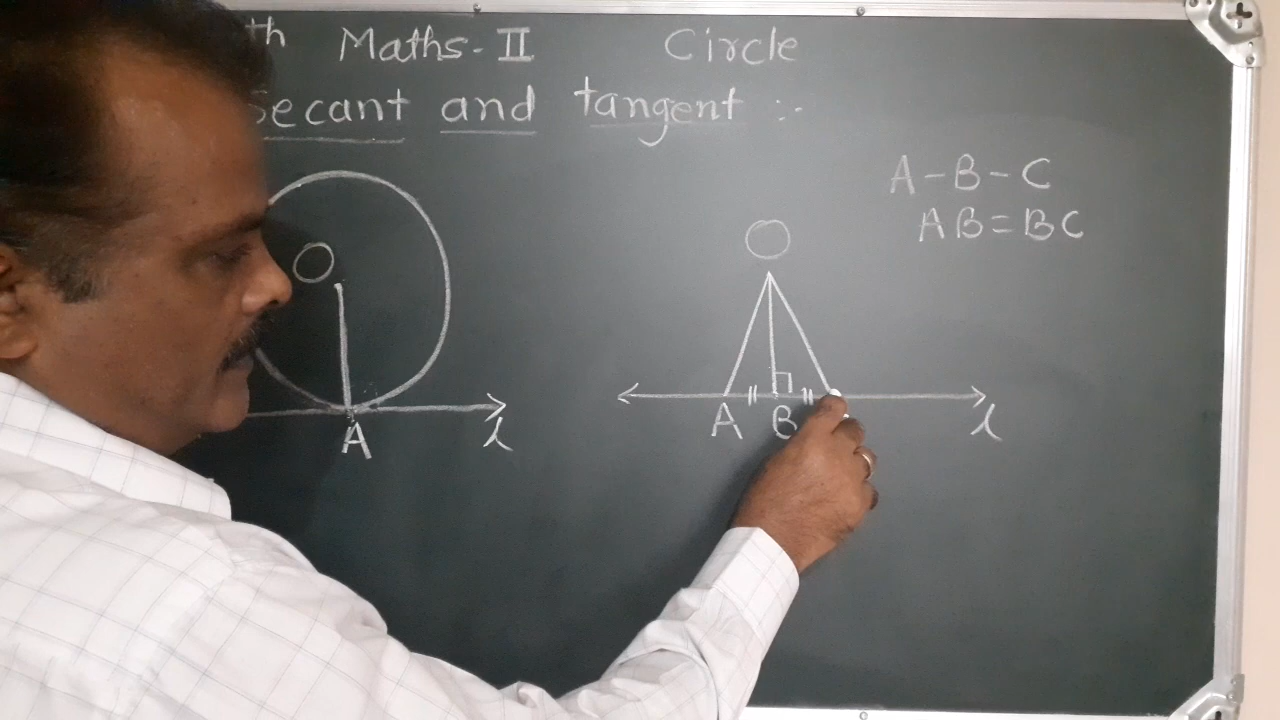 th Maths-II Circle
Secant and tangent :-
A-B-C
AB=BC
O
O
A B l
A l